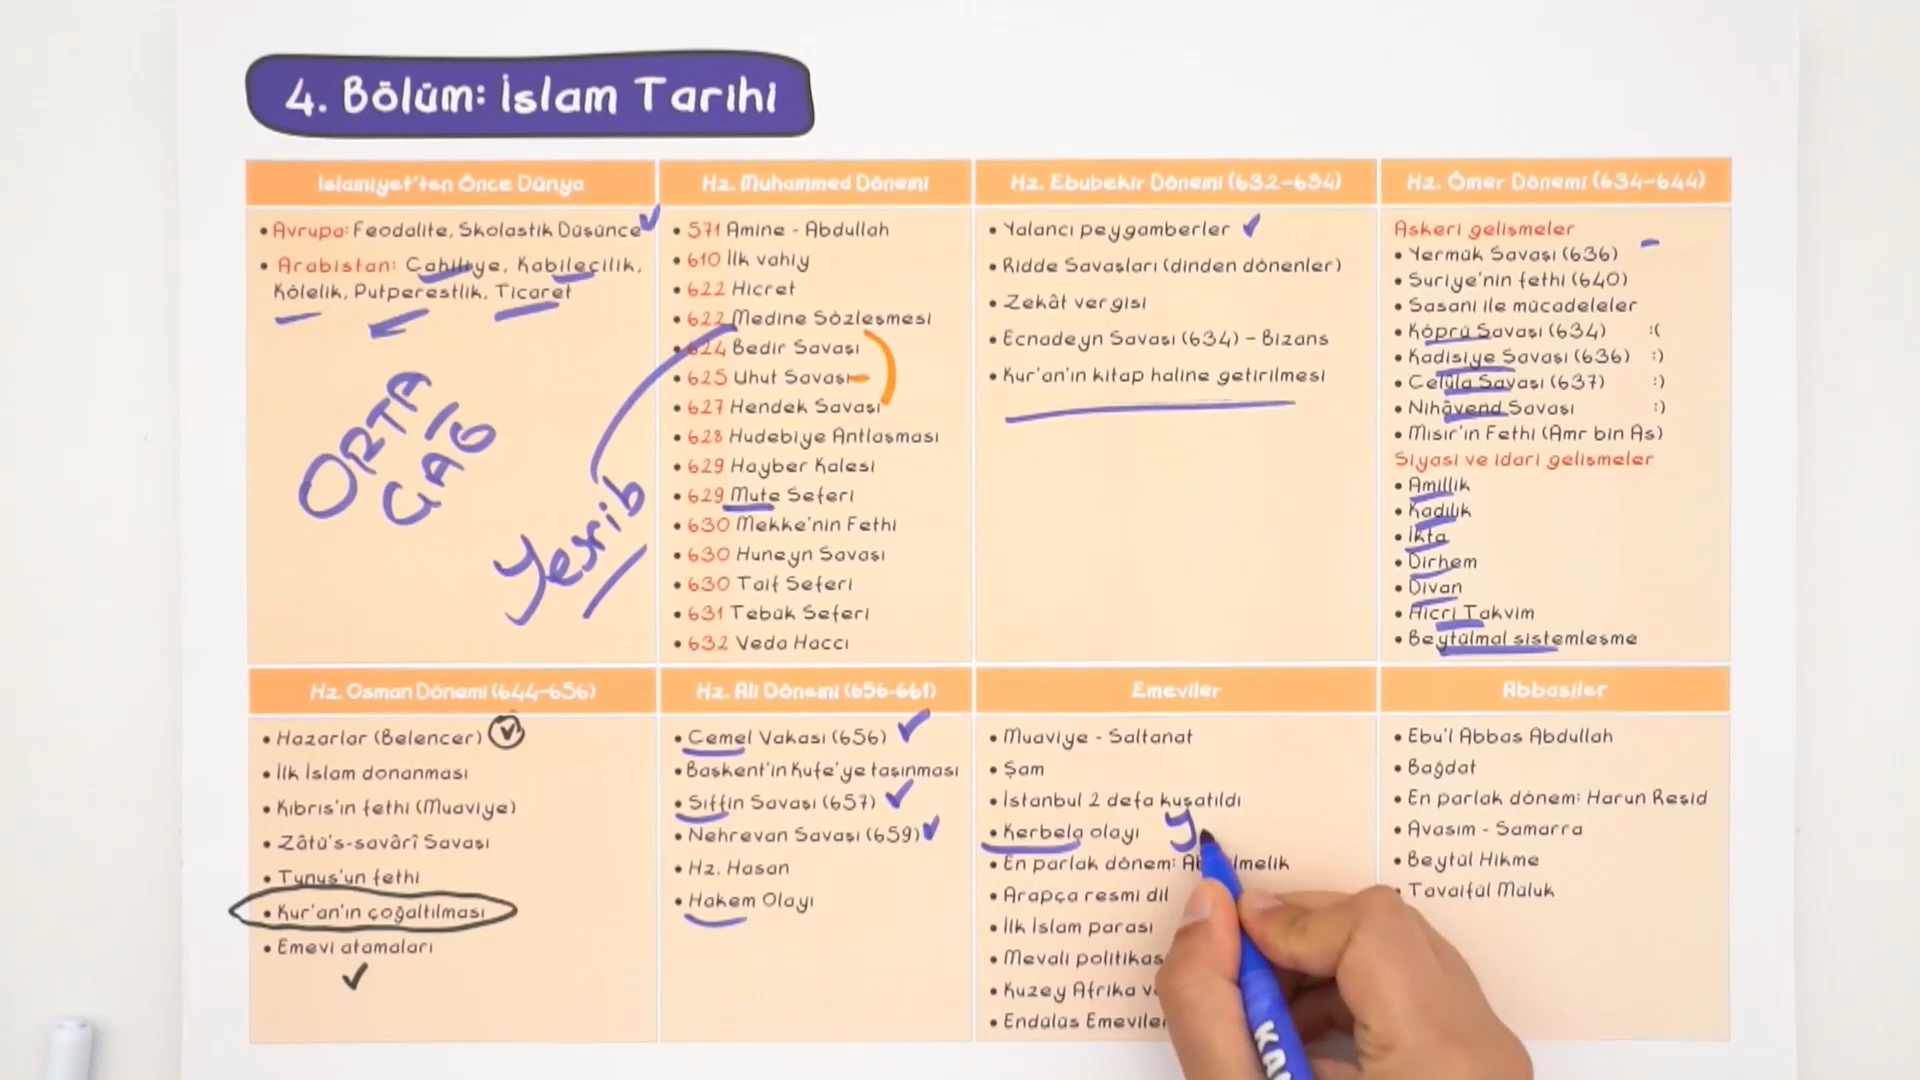 4. Bölüm: İslam Tarihi
İslamiyet'ten Önce Dünya
• Avrupa: Feodalite, Skolastik Düşünce
• Arabistan: Cahiliye, Kabilecilik,
Kölelik, Putperestlik, Ticaret
ORTA
ÇAĞ
Yesrib
Hz. Muhammed Dönemi
• 571 Amine - Abdullah
• 610 İlk vahiy
• 622 Hicret
• 622 Medine Sözleşmesi
• 624 Bedir Savaşı
• 625 Uhut Savaşı
• 627 Hendek Savaşı
• 628 Hudebiye Antlaşması
• 629 Hayber Kalesi
• 629 Mute Seferi
• 630 Mekke'nin Fethi
• 630 Huneyn Savaşı
• 630 Taif Seferi
• 631 Tebük Seferi
• 632 Veda Haccı
Hz. Ebubekir Dönemi (632-634)
• Yalancı peygamberler
• Ridde Savaşları (dinden dönenler)
• Zekât vergisi
• Ecnadeyn Savaşı (634) - Bizans
• Kur'an'ın kitap haline getirilmesi
Hz. Ömer Dönemi (634-644)
Askeri gelişmeler
• Yermük Savaşı (636)
• Suriye'nin fethi (640)
• Sasani ile mücadeleler
• Köprü Savaşı (634) :(
• Kadisiye Savaşı (636) :)
• Celûla Savaşı (637) :)
• Nihâvend Savaşı :)
• Mısır'ın Fethi (Amr bin As)
Siyasi ve idari gelişmeler
• Amillik
• Kadılık
• İkta
• Dirhem
• Divan
• Hicri Takvim
• Beytülmal sistemleşme
Hz. Osman Dönemi (644-656)
• Hazarlar (Belencer)
• İlk İslam donanması
• Kıbrıs'ın fethi (Muaviye)
• Zâtü's-savârî Savaşı
• Tunus'un fethi
• Kur'an'ın çoğaltılması
• Emevi atamaları
Hz. Ali Dönemi (656-661)
• Cemel Vakası (656)
• Başkent'in Kufe'ye taşınması
• Sıffin Savaşı (657)
• Nehrevan Savaşı (659)
• Hz. Hasan
• Hakem Olayı
Emeviler
• Muaviye - Saltanat
• Şam
• İstanbul 2 defa kuşatıldı
• Kerbela olayı
• En parlak dönem:
• Arapça resmi dil
• İlk İslam parası
• Mevali
• Kuzey Afrika
• Endülüs
Abbasiler
• Ebu'l Abbas Abdullah
• Bağdat
• En parlak dönem: Harun Reşid
• Avasım - Samarra
• Beytül Hikme
• Tavaifül Mülük